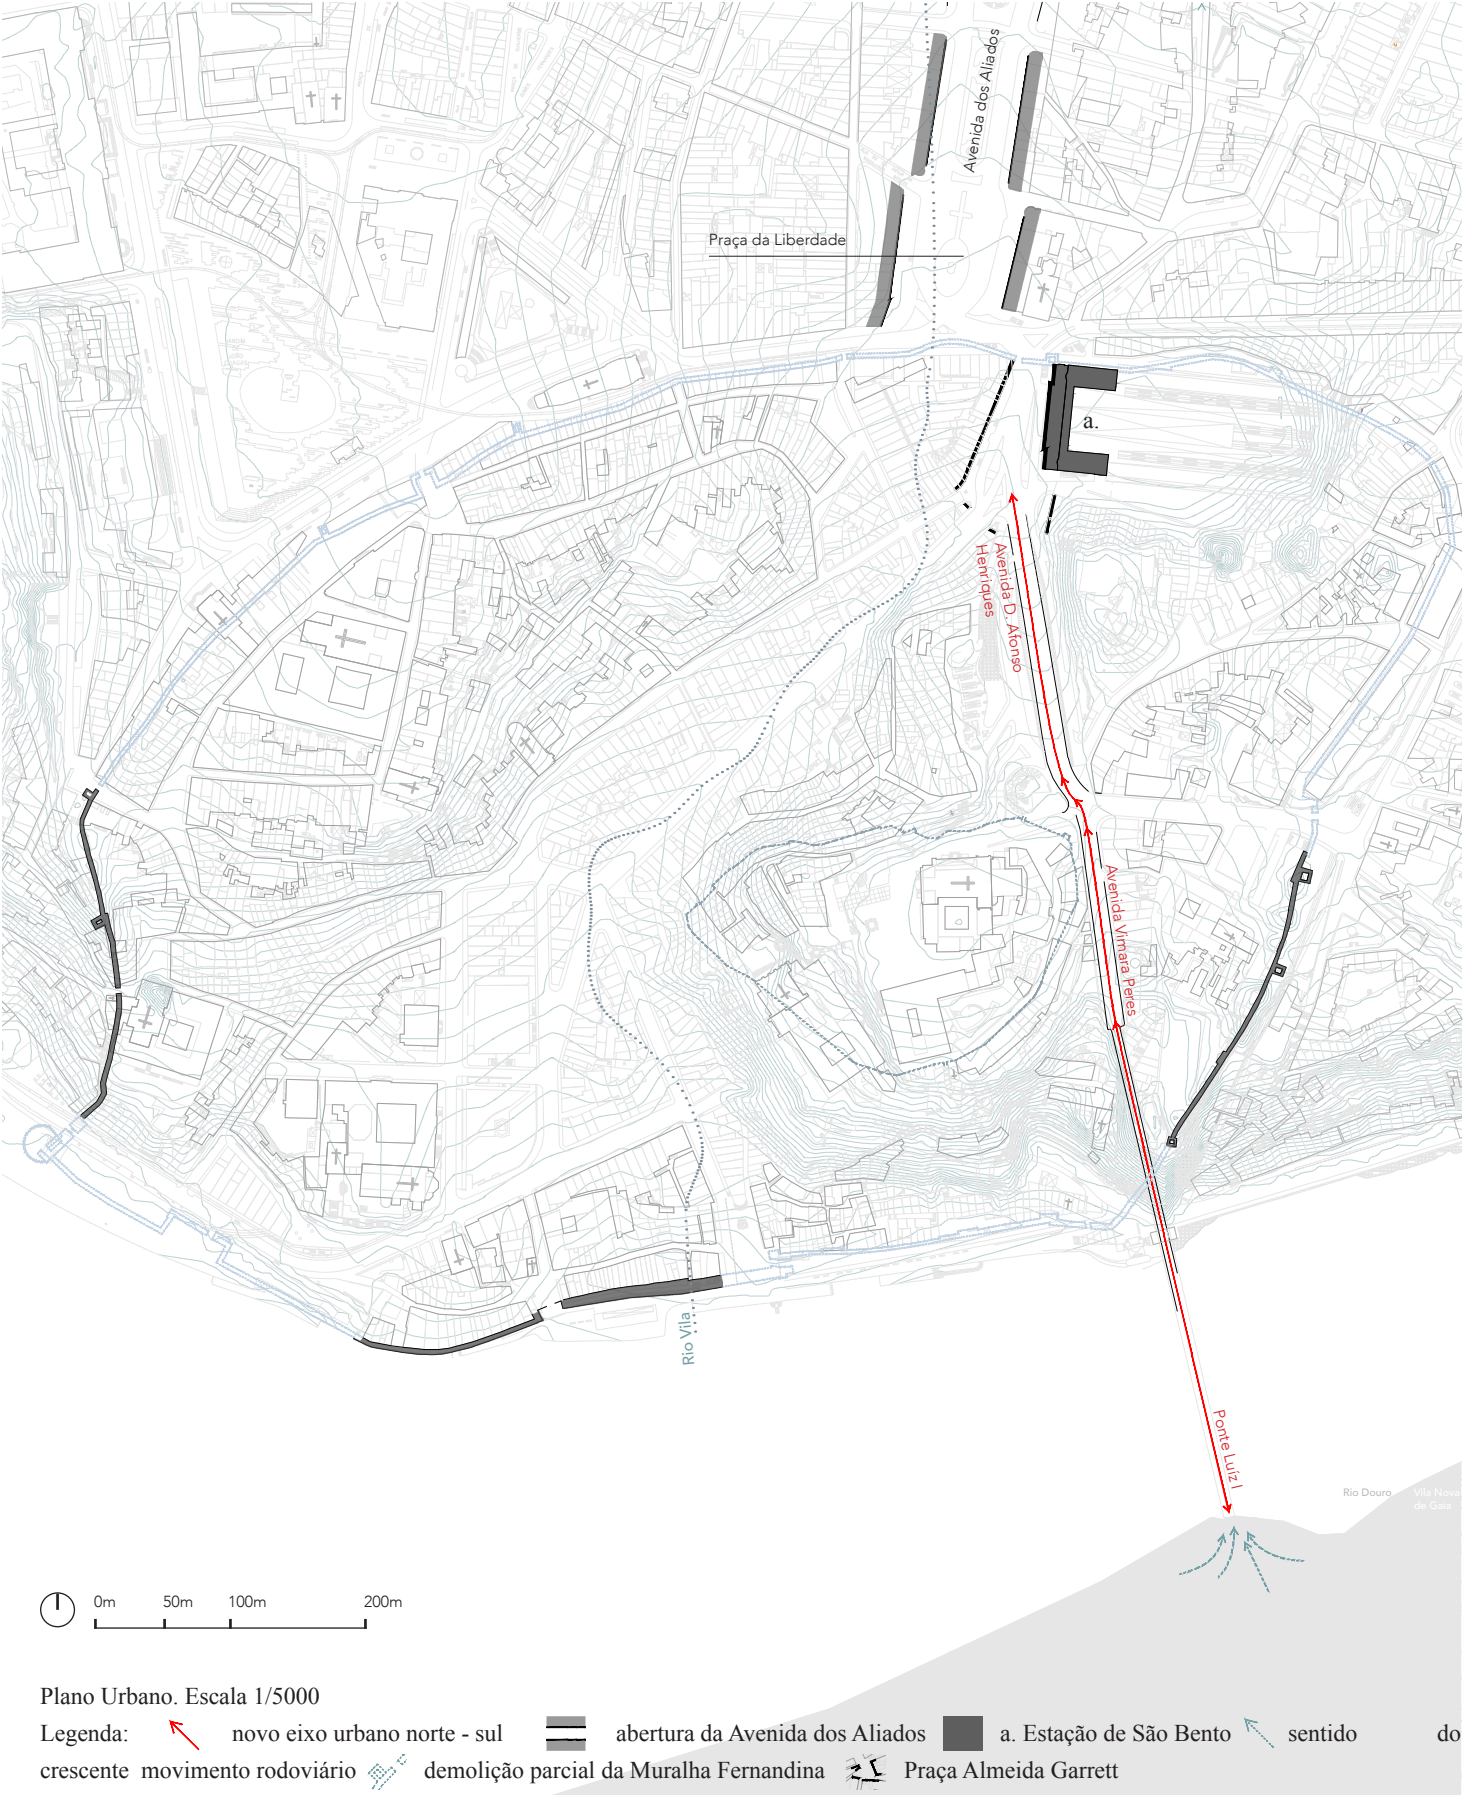 Avenida dos Aliados
Praça da Liberdade
a.
Avenida D. Afonso
Henriques
Avenida Vimara Peres
Rio Vila
Ponte Luíz I
Rio Douro
Vila Nova
de Gaia
0m 50m 100m 200m
Plano Urbano. Escala 1/5000
Legenda: novo eixo urbano norte - sul abertura da Avenida dos Aliados a. Estação de São Bento sentido do
crescente movimento rodoviário demolição parcial da Muralha Fernandina Praça Almeida Garrett